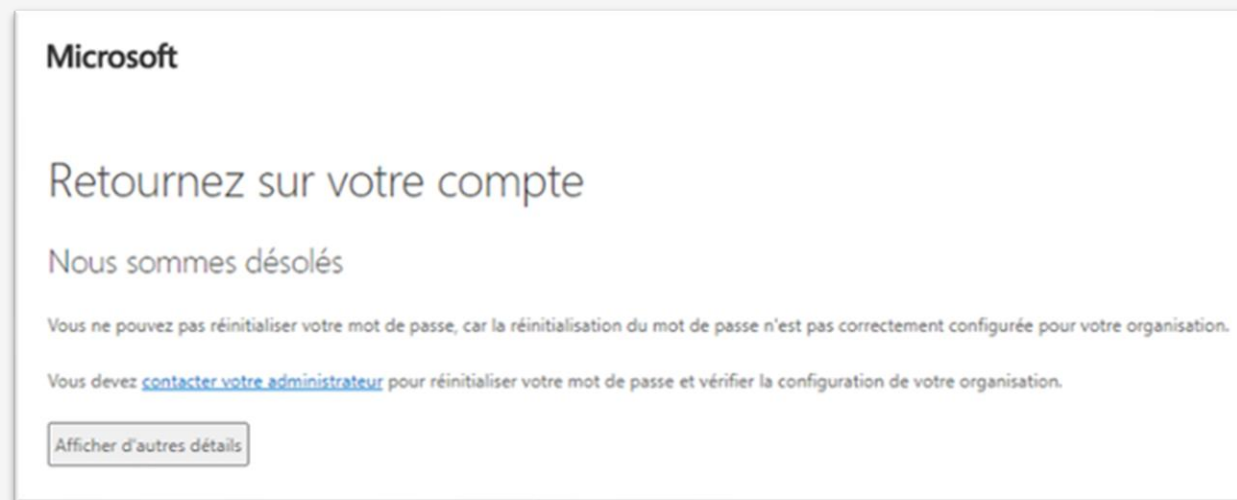 Microsoft
Retournez sur votre compte
Nous sommes désolés
Vous ne pouvez pas réinitialiser votre mot de passe, car la réinitialisation du mot de passe n'est pas correctement configurée pour votre organisation.
Vous devez contacter votre administrateur pour réinitialiser votre mot de passe et vérifier la configuration de votre organisation.
Afficher d'autres détails